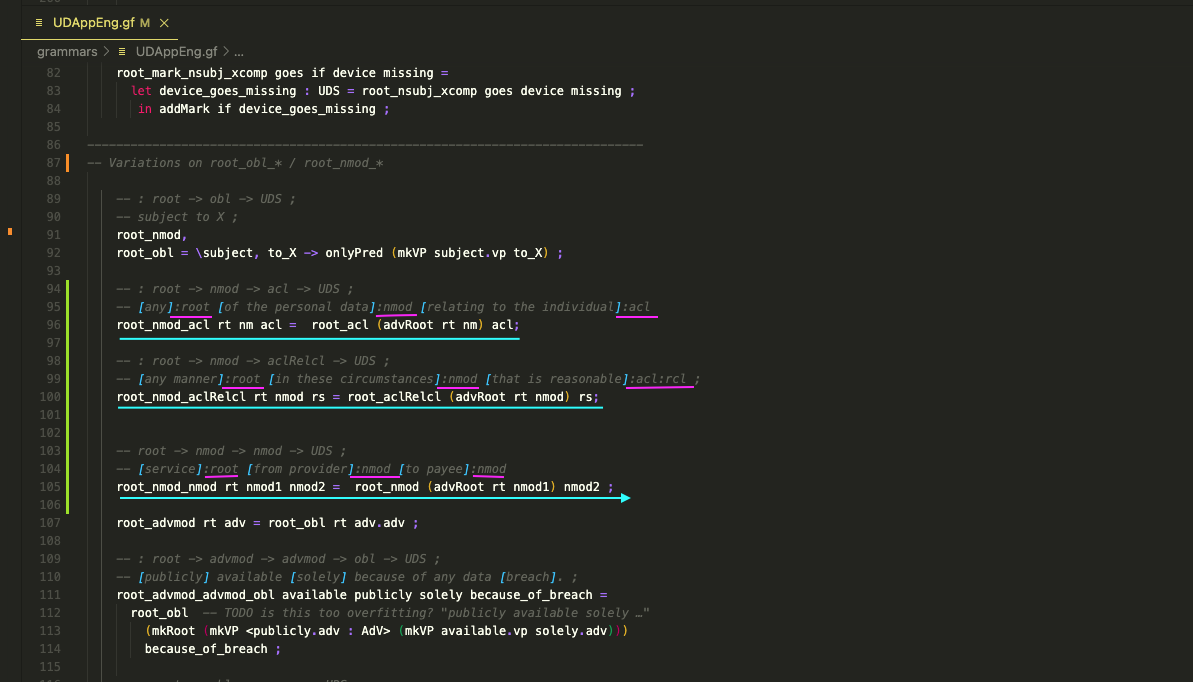 UDAppEng.gf M
grammars > UDAppEng.gf > ...
82 root_mark_nsubj_xcomp goes if device missing =
83 let device_goes_missing : UDS = root_nsubj_xcomp goes device missing ;
84 in addMark if device_goes_missing ;
85
86 -----------------------------------------------------------------------------
87 -- Variations on root_obl_* / root_nmod_*
88
89 -- : root -> obl -> UDS ;
90 -- subject to X ;
91 root_nmod,
92 root_obl = \subject, to_X -> onlyPred (mkVP subject.vp to_X) ;
93
94 -- : root -> nmod -> acl -> UDS ;
95 -- [any]:root [of the personal data]:nmod [relating to the individual]:acl
96 root_nmod_acl rt nm acl = root_acl (advRoot rt nm) acl;
97
98 -- : root -> nmod -> aclRelcl -> UDS ;
99 -- [any manner]:root [in these circumstances]:nmod [that is reasonable]:acl:rcl ;
100 root_nmod_aclRelcl rt nmod rs = root_aclRelcl (advRoot rt nmod) rs;
101
102
103 -- root -> nmod -> nmod -> UDS ;
104 -- [service]:root [from provider]:nmod [to payee]:nmod
105 root_nmod_nmod rt nmod1 nmod2 = root_nmod (advRoot rt nmod1) nmod2 ;
106
107 root_advmod rt adv = root_obl rt adv.adv ;
108
109 -- : root -> advmod -> advmod -> obl -> UDS ;
110 -- [publicly] available [solely] because of any data [breach]. ;
111 root_advmod_advmod_obl available publicly solely because_of_breach =
112 root_obl -- TODO is this too overfitting? "publicly available solely …"
113 (mkRoot (mkVP <publicly.adv : AdV> (mkVP available.vp solely.adv)))
114 because_of_breach ;
115